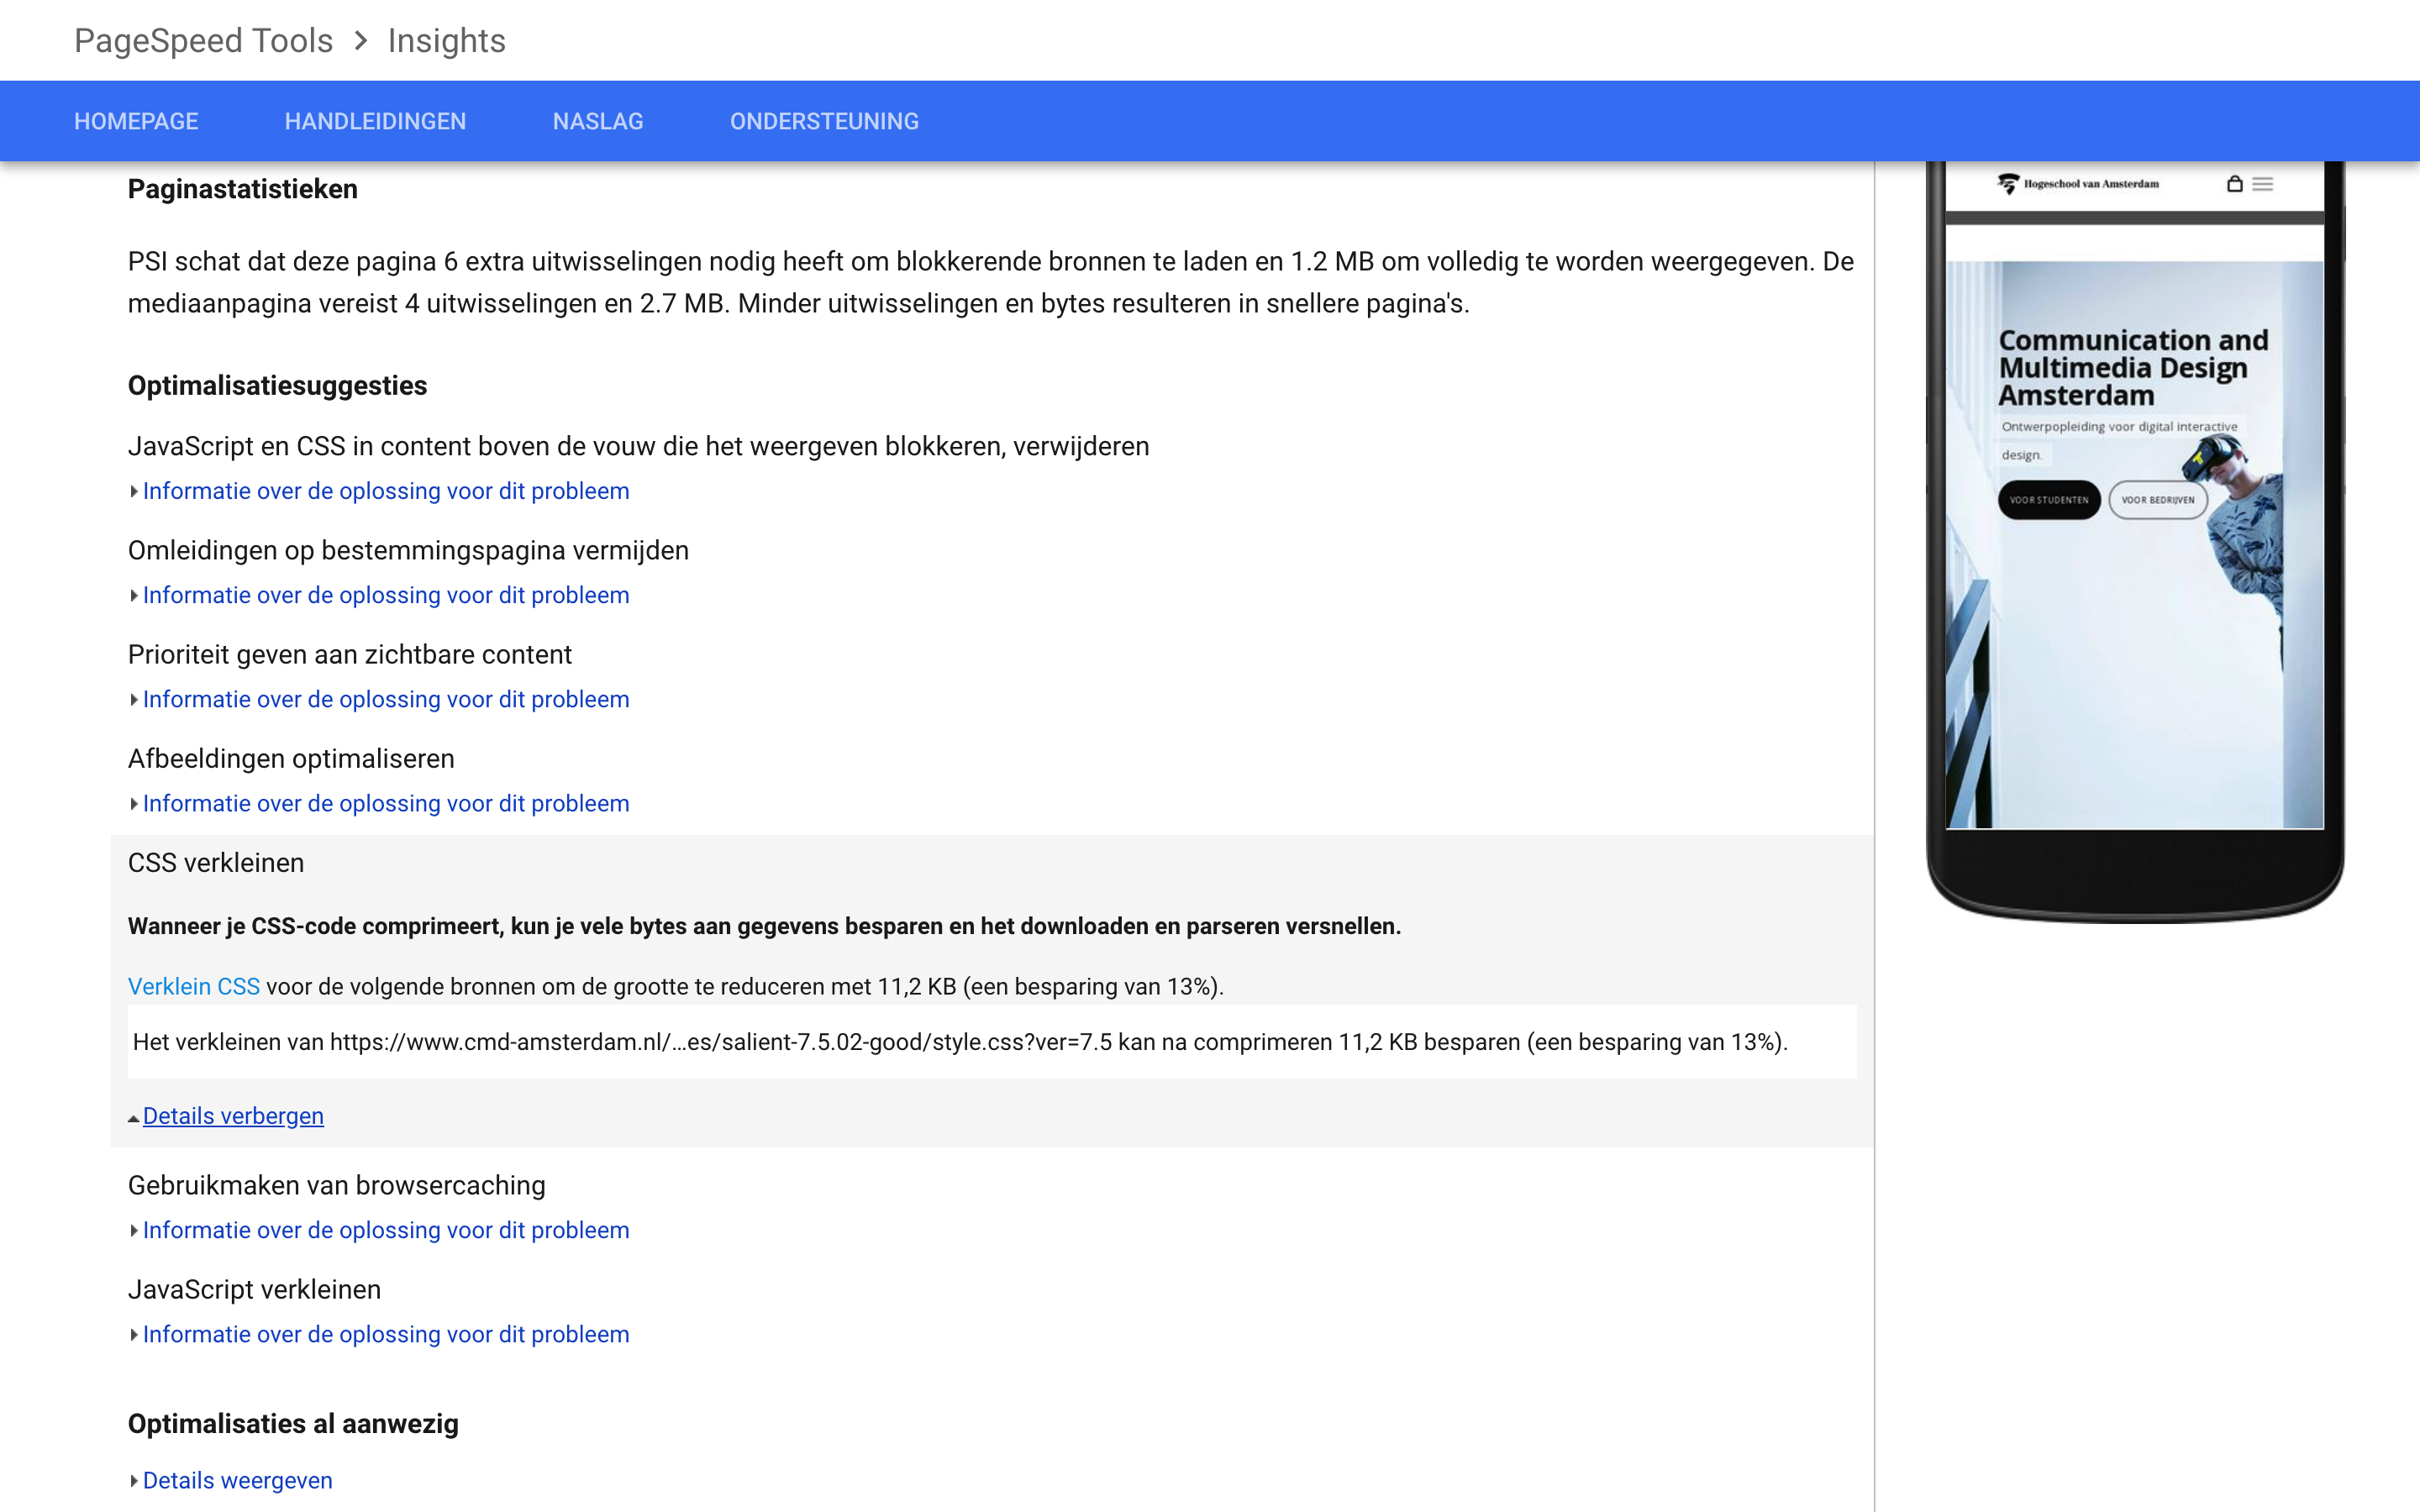 PageSpeed Tools > Insights
HOMEPAGE HANDLEIDINGEN NASLAG ONDERSTEUNING
Paginastatistieken
PSI schat dat deze pagina 6 extra uitwisselingen nodig heeft om blokkerende bronnen te laden en 1.2 MB om volledig te worden weergegeven. De
mediaanpagina vereist 4 uitwisselingen en 2.7 MB. Minder uitwisselingen en bytes resulteren in snellere pagina's.
Optimalisatiesuggesties
JavaScript en CSS in content boven de vouw die het weergeven blokkeren, verwijderen
Informatie over de oplossing voor dit probleem
Omleidingen op bestemmingspagina vermijden
Informatie over de oplossing voor dit probleem
Prioriteit geven aan zichtbare content
Informatie over de oplossing voor dit probleem
Afbeeldingen optimaliseren
Informatie over de oplossing voor dit probleem
CSS verkleinen
Wanneer je CSS-code comprimeert, kun je vele bytes aan gegevens besparen en het downloaden en parseren versnellen.
Verklein CSS voor de volgende bronnen om de grootte te reduceren met 11,2 KB (een besparing van 13%).
Het verkleinen van https://www.cmd-amsterdam.nl/…es/salient-7.5.02-good/style.css?ver=7.5 kan na comprimeren 11,2 KB besparen (een besparing van 13%).
Details verbergen
Gebruikmaken van browsercaching
Informatie over de oplossing voor dit probleem
JavaScript verkleinen
Informatie over de oplossing voor dit probleem
Optimalisaties al aanwezig
Details weergeven
Hogeschool van Amsterdam
Communication and
Multimedia Design
Amsterdam
Ontwerpopleiding voor digital interactive
design.
VOOR STUDENTEN VOOR BEDRIJVEN